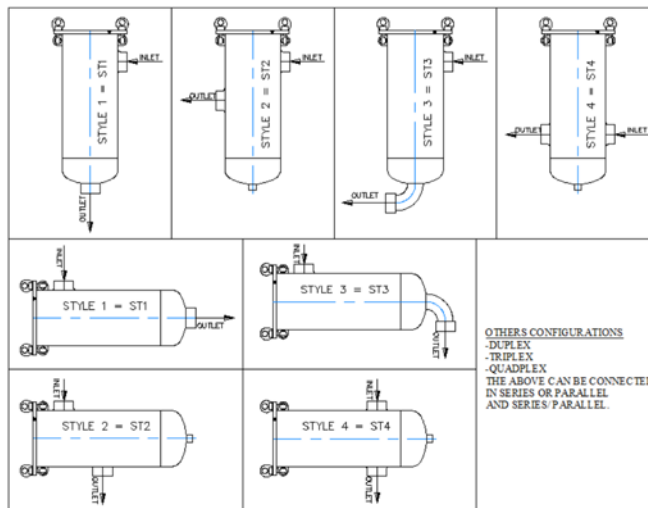 INLET
STYLE 1 = ST1
OUTLET
INLET
OUTLET
STYLE 2 = ST2
INLET
STYLE 3 = ST3
OUTLET
OUTLET
STYLE 4 = ST4
INLET
INLET
STYLE 1 = ST1
OUTLET
INLET
STYLE 3 = ST3
OUTLET
OTHERS CONFIGURATIONS
-DUPLEX
-TRIPLEX
-QUADPLEX
THE ABOVE CAN BE CONNECTED
IN SERIES OR PARALLEL
AND SERIES/PARALLEL.
INLET
STYLE 2 = ST2
OUTLET
INLET
STYLE 4 = ST4
OUTLET